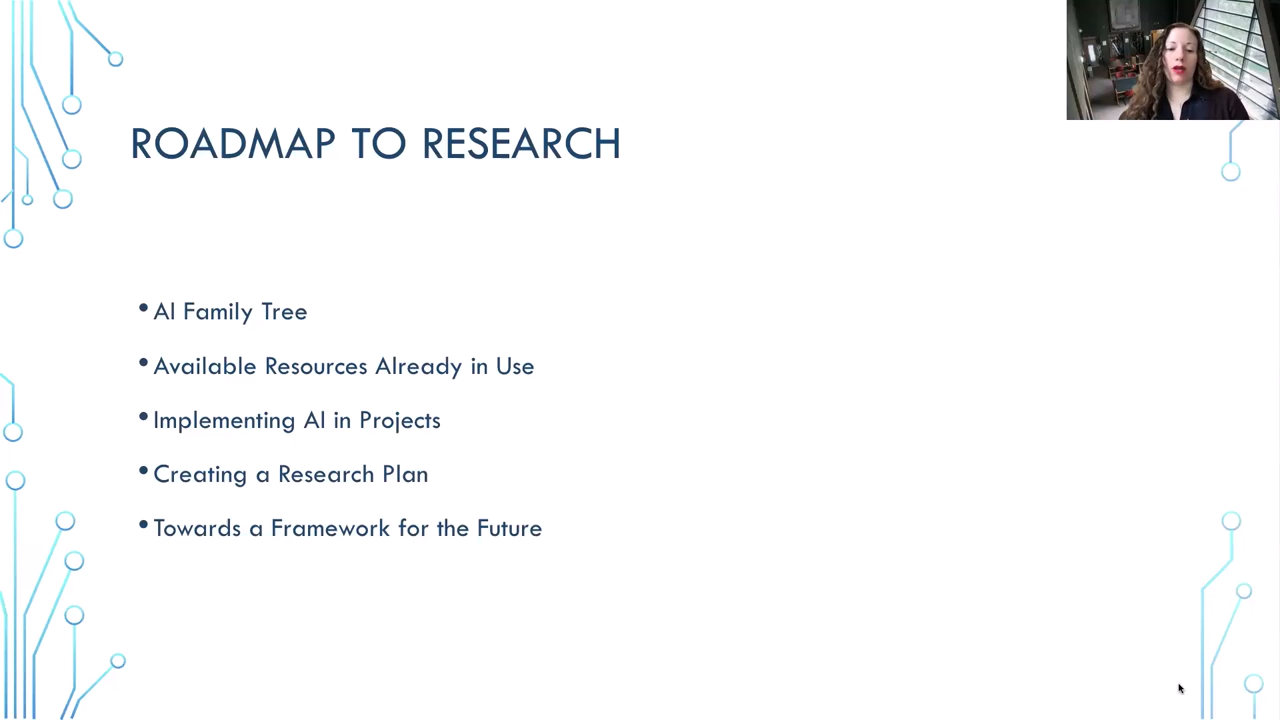 ROADMAP TO RESEARCH
• AI Family Tree
• Available Resources Already in Use
• Implementing AI in Projects
• Creating a Research Plan
• Towards a Framework for the Future